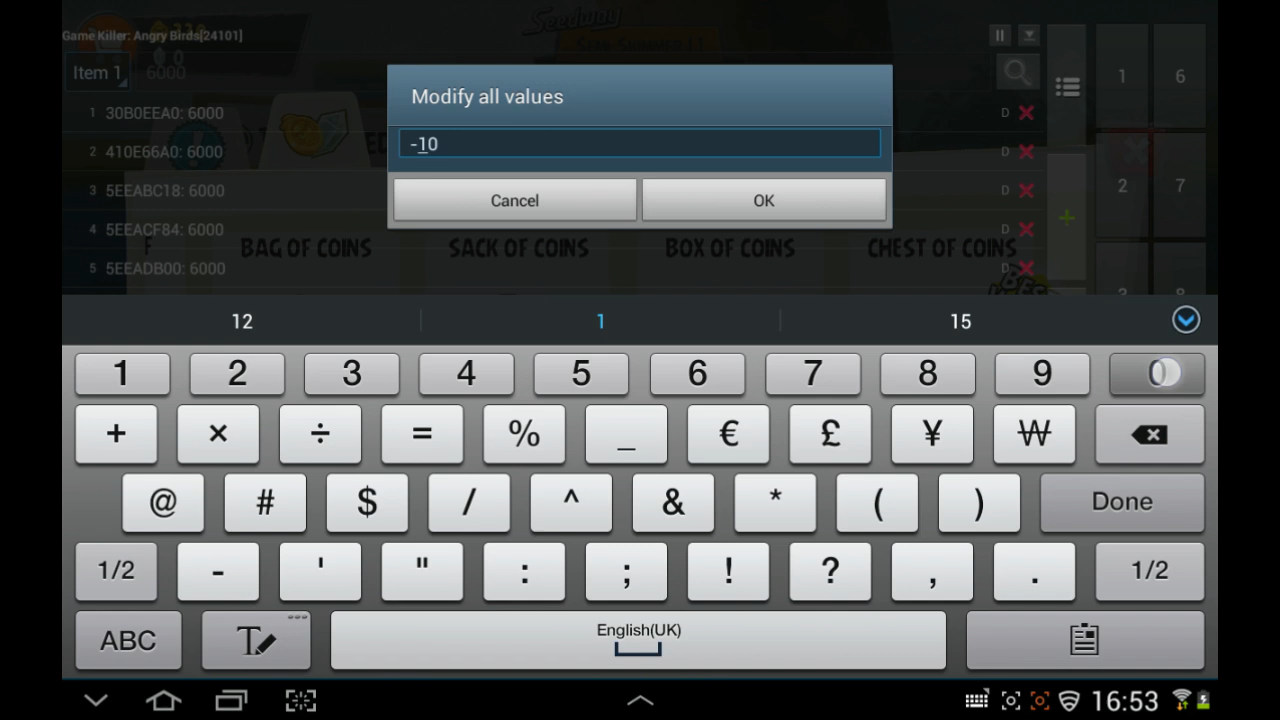 Seedway
Game Killer: Angry Birds[24101]
Item 1
6000
1 30B0EEA0: 6000
D
2 410E66A0: 6000
D
3 5EEABC18: 6000
D
4 5EEACF84: 6000
D
5 5EEADB00: 6000
D
Modify all values
-10
Cancel
OK
BAG OF COINS
SACK OF COINS
BOX OF COINS
CHEST OF COINS
1 6
2 7
3 8
12 1 15
1 2 3 4 5 6 7 8 9 0
+ × ÷ = % _ € £ ¥ ₩
@ # $ / ^ & * ( ) Done
1/2 - ' " : ; ! ? , . 1/2
ABC
English(UK)
16:53